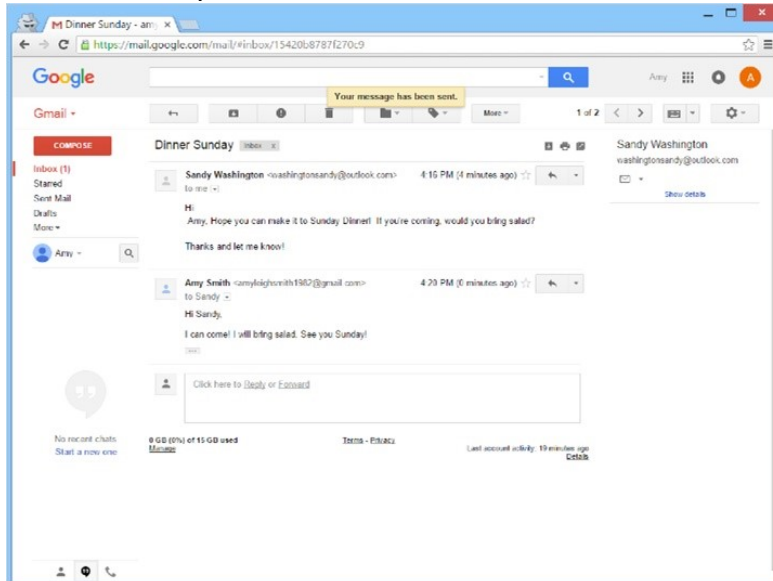 M Dinner Sunday - amy ×
https://mail.google.com/mail/#inbox/15420b8787f270c9
Google
Amy
A
Your message has been sent.
Gmail
More
1 of 2
COMPOSE
Inbox (1)
Starred
Sent Mail
Drafts
More
Amy
Dinner Sunday
Inbox x
Sandy Washington <washingtonsandy@outlook.com>
4:16 PM (4 minutes ago)
to me
Hi
Amy, Hope you can make it to Sunday Dinner! If you're coming, would you bring salad?
Thanks and let me know!
Amy Smith <amyleighsmith1982@gmail.com>
4:20 PM (0 minutes ago)
to Sandy
Hi Sandy,
I can come! I will bring salad. See you Sunday!
Click here to Reply or Forward
0 GB (0%) of 15 GB used
Manage
Terms - Privacy
Last account activity: 19 minutes ago
Details
Sandy Washington
washingtonsandy@outlook.com
Show details
No recent chats
Start a new one